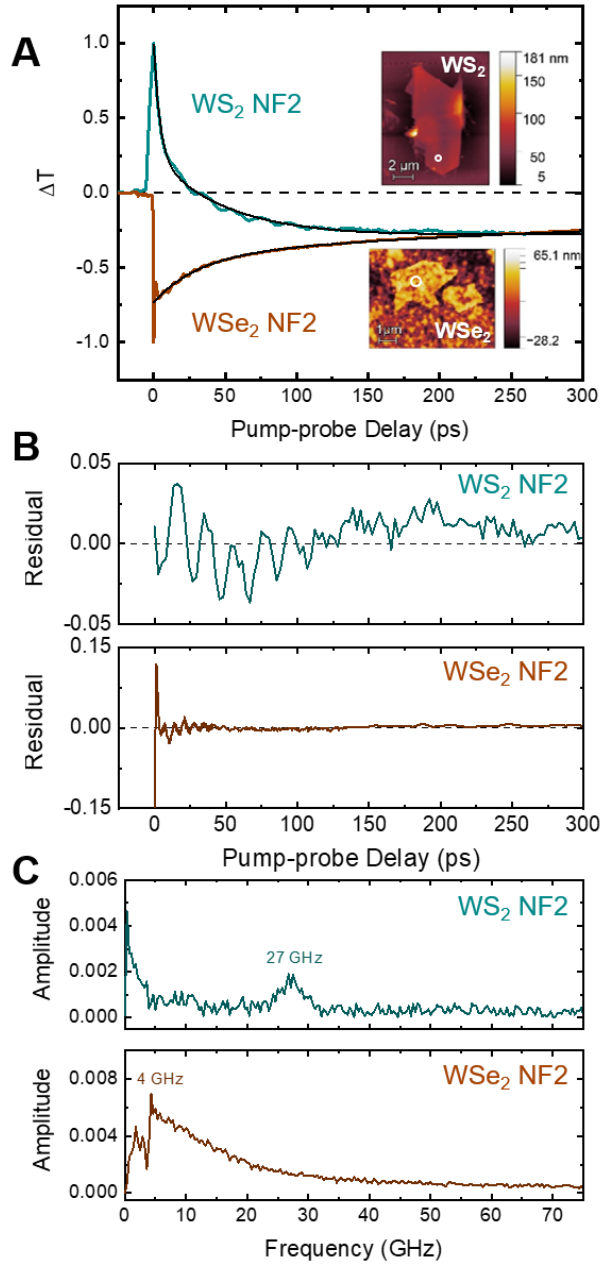 A
1.0
0.5
0.0
-0.5
-1.0
ΔT
WS₂ NF2
WS₂
2 μm
181 nm
150
100
50
5
WSe₂ NF2
1μm
WSe₂
65.1 nm
−28.2
0 50 100 150 200 250 300
Pump-probe Delay (ps)
B
0.05
0.00
-0.05
Residual
WS₂ NF2
0.15
0.00
-0.15
Residual
WSe₂ NF2
0 50 100 150 200 250 300
Pump-probe Delay (ps)
C
0.006
0.004
0.002
0.000
Amplitude
27 GHz
WS₂ NF2
0.008
0.004
0.000
Amplitude
4 GHz
WSe₂ NF2
0 10 20 30 40 50 60 70
Frequency (GHz)